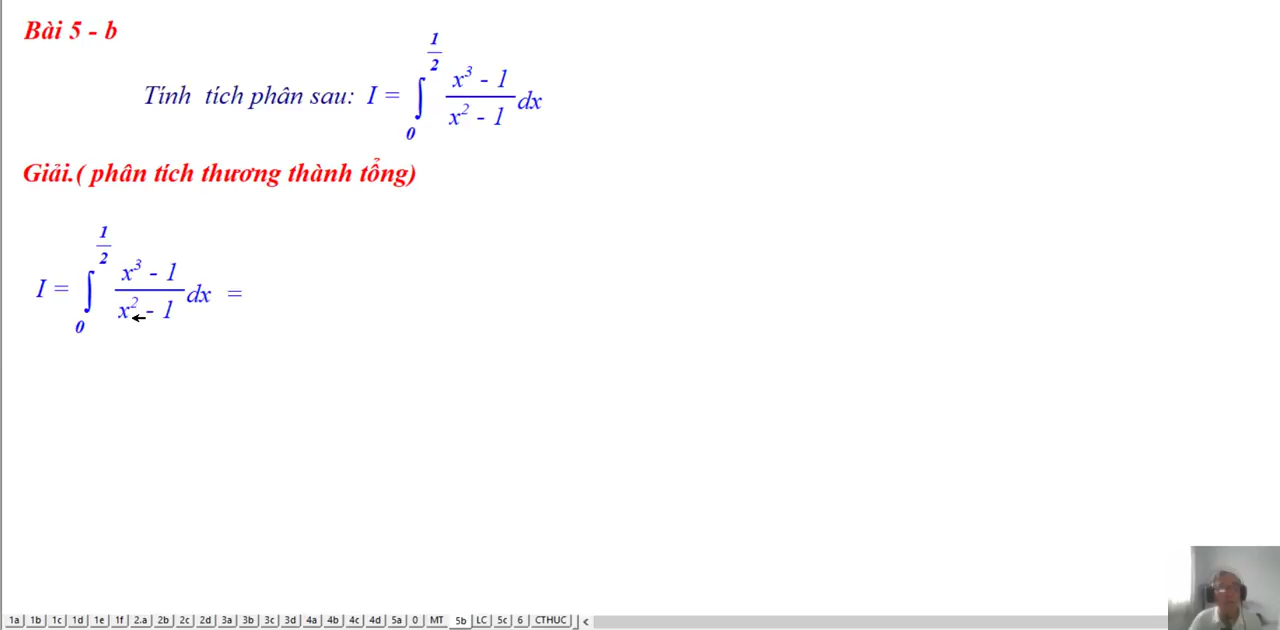 Bài 5 - b
Tính tích phân sau: I = ∫₀^(1/2) (x³ - 1)/(x² - 1) dx
Giải.( phân tích thương thành tổng)
I = ∫₀^(1/2) (x³ - 1)/(x² - 1) dx =
1a 1b 1c 1d 1e 1f 2.a 2b 2c 2d 3a 3b 3c 3d 4a 4b 4c 4d 5a 0 MT 5b LC 5c 6 CTHUC <